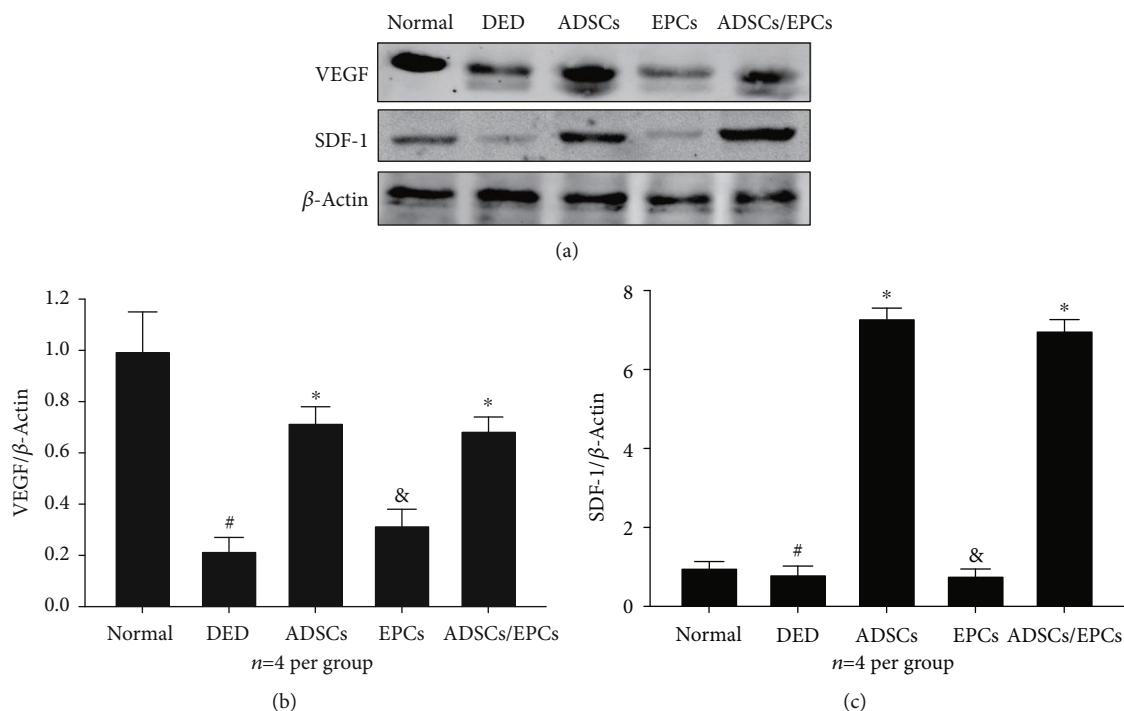 Normal DED ADSCs EPCs ADSCs/EPCs
VEGF
SDF-1
β-Actin
(a)
VEGF/β-Actin
1.2
1.0
0.8
0.6
0.4
0.2
0.0
#
*
&
*
Normal DED ADSCs EPCs ADSCs/EPCs
n=4 per group
(b)
SDF-1/β-Actin
8
6
4
2
0
#
*
&
*
Normal DED ADSCs EPCs ADSCs/EPCs
n=4 per group
(c)